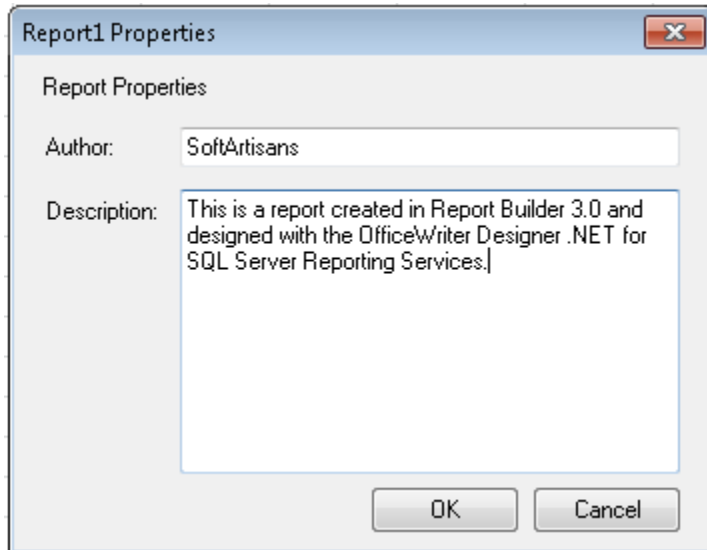 Report1 Properties
Report Properties
Author: SoftArtisans
Description: This is a report created in Report Builder 3.0 and
designed with the OfficeWriter Designer .NET for
SQL Server Reporting Services.
OK Cancel